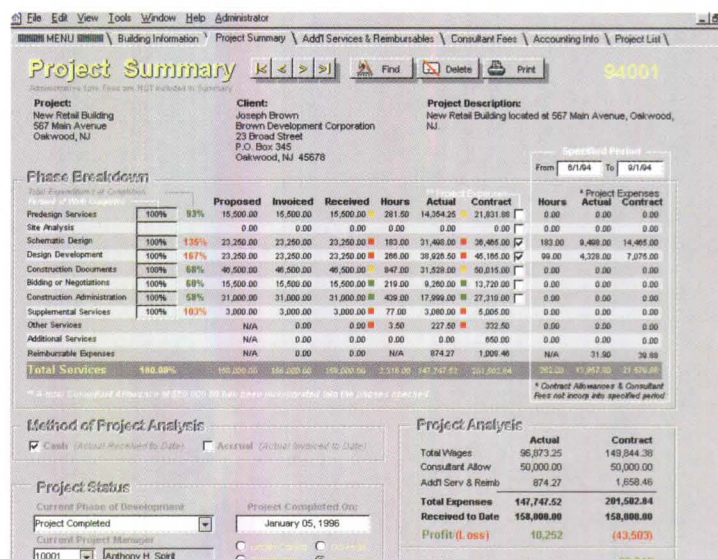 File Edit View Tools Window Help Administrator
MENU Building Information Project Summary Add'l Services & Reimbursables Consultant Fees Accounting Info Project List
Project Summary Find Delete Print 94001
Project: Client: Project Description:
New Retail Building Joseph Brown New Retail Building located at 567 Main Avenue, Oakwood,
567 Main Avenue Brown Development Corporation NJ.
Oakwood, NJ 23 Broad Street
P.O. Box 345
Oakwood, NJ 45678
Specified Period
From 6/1/94 To 9/1/94
Phase Breakdown
Proposed Invoiced Received Hours Actual Contract Hours Actual Contract
* Project Expenses
Predesign Services 100% 93% 15,500.00 15,500.00 15,500.00 281.50 14,354.25 21,831.88 0.00 0.00 0.00
Site Analysis 0.00 0.00 0.00 0.00 0.00 0.00 0.00 0.00 0.00
Schematic Design 100% 135% 23,250.00 23,250.00 23,250.00 183.00 31,498.00 36,465.00 183.00 9,498.00 14,465.00
Design Development 100% 167% 23,250.00 23,250.00 23,250.00 266.00 38,926.50 45,165.00 99.00 4,328.00 7,075.00
Construction Documents 100% 68% 46,500.00 46,500.00 46,500.00 847.00 31,528.00 50,015.00 0.00 0.00 0.00
Bidding or Negotiations 100% 60% 15,500.00 15,500.00 15,500.00 219.00 9,260.00 13,720.00 0.00 0.00 0.00
Construction Administration 100% 58% 31,000.00 31,000.00 31,000.00 439.00 17,999.00 27,319.00 0.00 0.00 0.00
Supplemental Services 100% 103% 3,000.00 3,000.00 3,000.00 77.00 3,080.00 5,005.00 0.00 0.00 0.00
Other Services N/A 0.00 0.00 3.50 227.50 332.50 0.00 0.00 0.00
Additional Services N/A 0.00 0.00 0.00 0.00 650.00 0.00 0.00 0.00
Reimbursable Expenses N/A 0.00 0.00 N/A 874.27 1,009.46 N/A 31.90 39.88
Total Services 100.00% 147,747.52
* Contract Allowances & Consultant
Fees not incorp into specified period
Method of Project Analysis
Cash (Actual Received to Date) Accrual (Actual Invoiced to Date)
Project Analysis
Actual Contract
Total Wages 96,873.25 149,844.38
Consultant Allow 50,000.00 50,000.00
Add'l Serv & Reimb 874.27 1,658.46
Total Expenses 147,747.52 201,502.84
Received to Date 158,000.00 158,000.00
Profit (Loss) 10,252 (43,503)
Project Status
Current Phase of Development Project Completed On:
Project Completed January 05, 1996
Current Project Manager
10001 Anthony H. Spirit